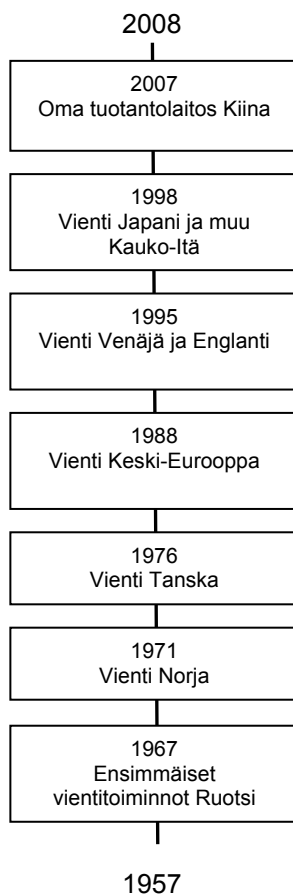 2008
2007
Oma tuotantolaitos Kiina
1998
Vienti Japani ja muu
Kauko-Itä
1995
Vienti Venäjä ja Englanti
1988
Vienti Keski-Eurooppa
1976
Vienti Tanska
1971
Vienti Norja
1967
Ensimmäiset
vientitoiminnot Ruotsi
1957